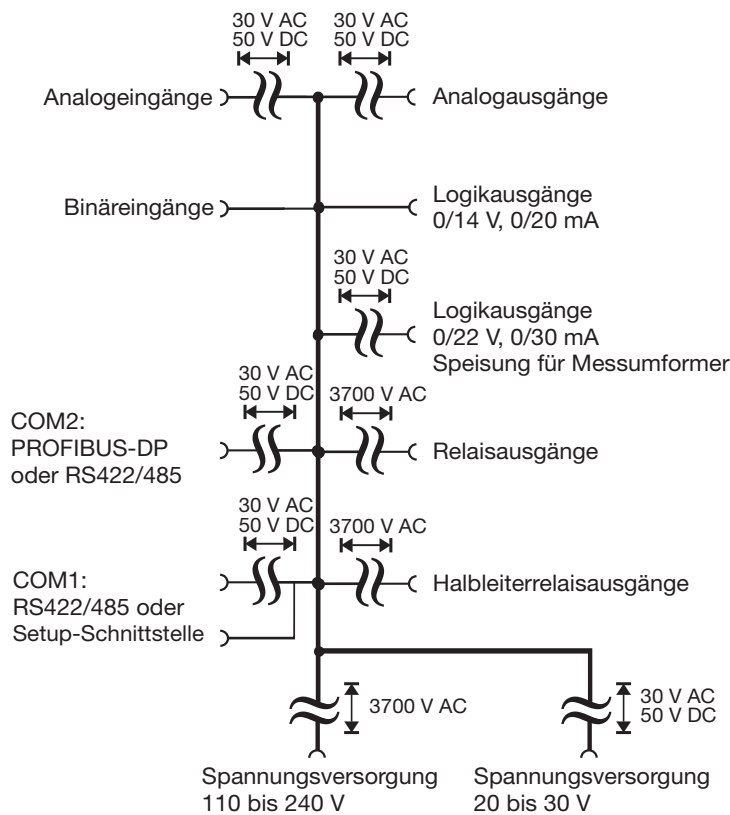 30 V AC
50 V DC
30 V AC
50 V DC
Analogeingänge
Analogausgänge
Binäreingänge
Logikausgänge
0/14 V, 0/20 mA
30 V AC
50 V DC
Logikausgänge
0/22 V, 0/30 mA
Speisung für Messumformer
30 V AC
50 V DC
3700 V AC
COM2:
PROFIBUS-DP
oder RS422/485
Relaisausgänge
30 V AC
50 V DC
3700 V AC
COM1:
RS422/485 oder
Setup-Schnittstelle
Halbleiterrelaisausgänge
3700 V AC
30 V AC
50 V DC
Spannungsversorgung
110 bis 240 V
Spannungsversorgung
20 bis 30 V